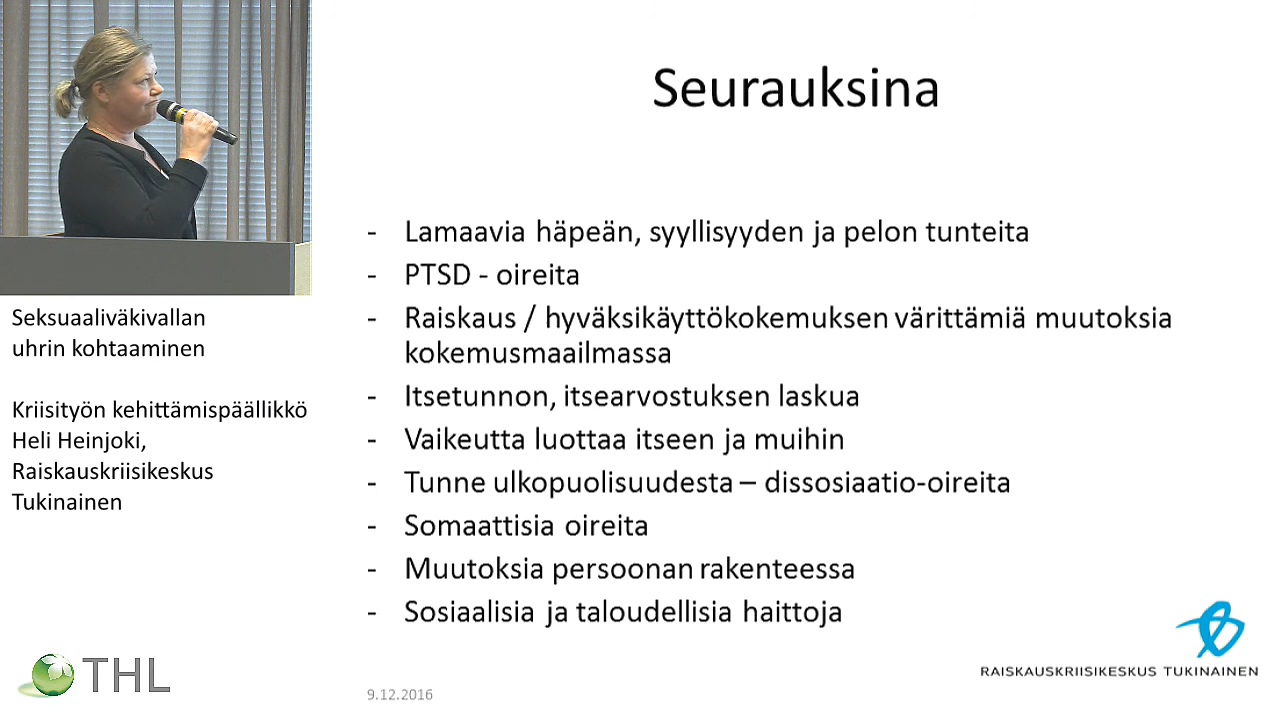 Seurauksina
- Lamaavia häpeän, syyllisyyden ja pelon tunteita
- PTSD - oireita
- Raiskaus / hyväksikäyttökokemuksen värittämiä muutoksia
kokemusmaailmassa
- Itsetunnon, itsearvostuksen laskua
- Vaikeutta luottaa itseen ja muihin
- Tunne ulkopuolisuudesta – dissosiaatio-oireita
- Somaattisia oireita
- Muutoksia persoonan rakenteessa
- Sosiaalisia ja taloudellisia haittoja
Seksuaaliväkivallan
uhrin kohtaaminen
Kriisityön kehittämispäällikkö
Heli Heinjoki,
Raiskauskriisikeskus
Tukinainen
THL
9.12.2016
RAISKAUSKRIISIKESKUS TUKINAINEN